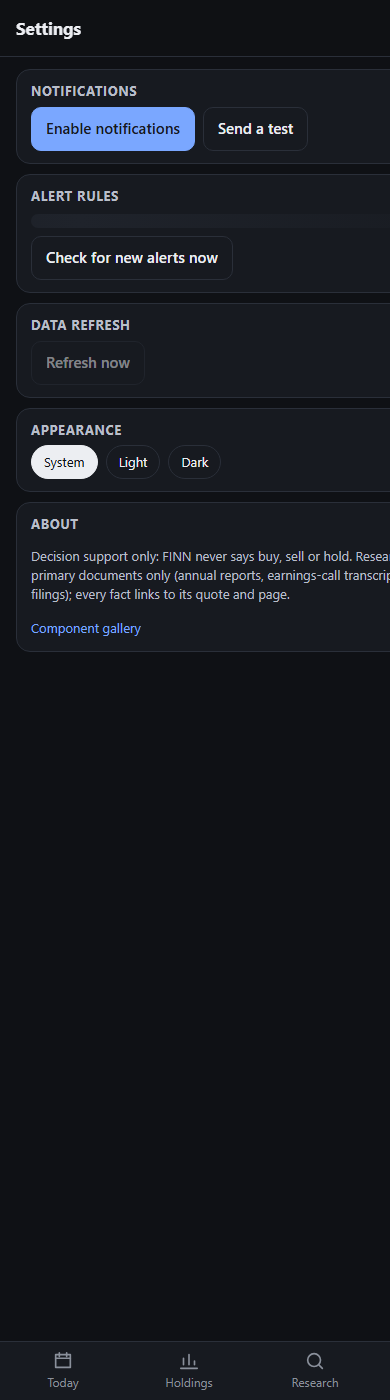 Settings
NOTIFICATIONS
Enable notifications
Send a test
ALERT RULES
Check for new alerts now
DATA REFRESH
Refresh now
APPEARANCE
System
Light
Dark
ABOUT
Decision support only: FINN never says buy, sell or hold.
primary documents only (annual reports, earnings-call
filings); every fact links to its quote and page.
Component gallery
Today
Holdings
Research